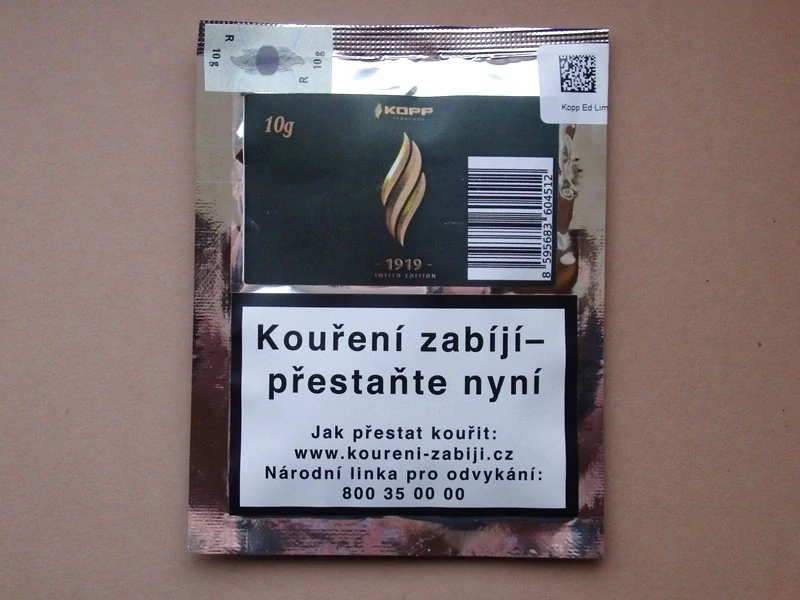 R
10g
R
10g
Kopp Ed Lim
KOPP
10g
8 595683 604512
- 1919 -
LIMITED EDITION
Kouření zabíjí–
přestaňte nyní
Jak přestat kouřit:
www.koureni-zabiji.cz
Národní linka pro odvykání:
800 35 00 00